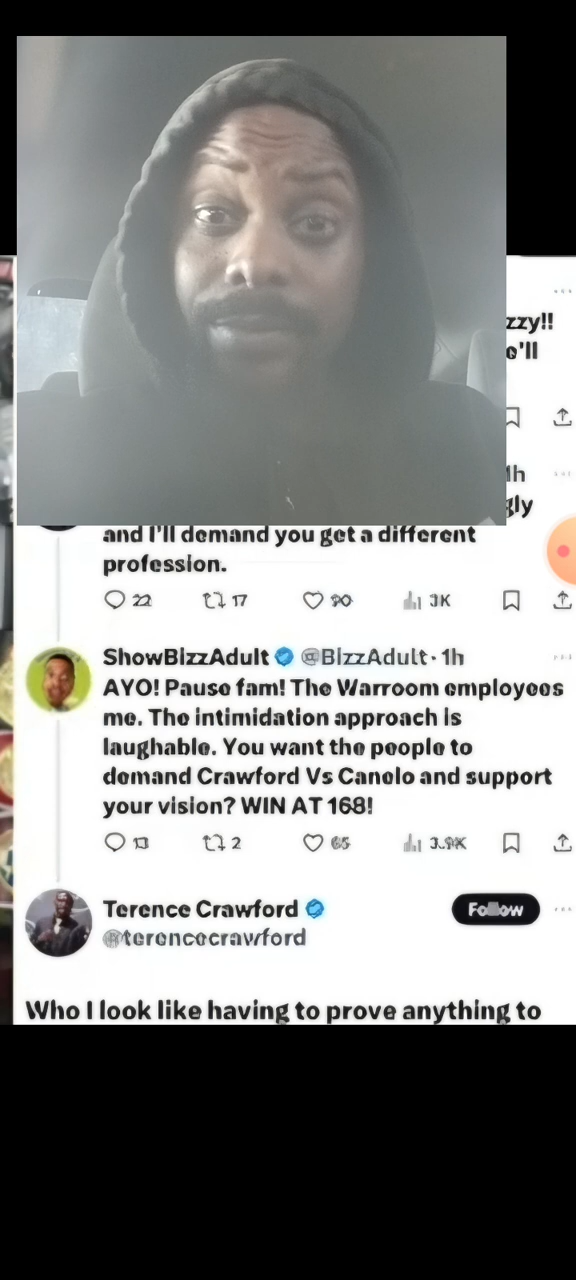 zzy!!
e'll
1h
gly
and I'll demand you get a different
profession.
22 17 90 3K
ShowBizzAdult @BizzAdult · 1h
AYO! Pause fam! The Warroom employees
me. The intimidation approach is
laughable. You want the people to
demand Crawford Vs Canelo and support
your vision? WIN AT 168!
13 2 65 3.9K
Terence Crawford Follow
@terencecrawford
Who I look like having to prove anything to